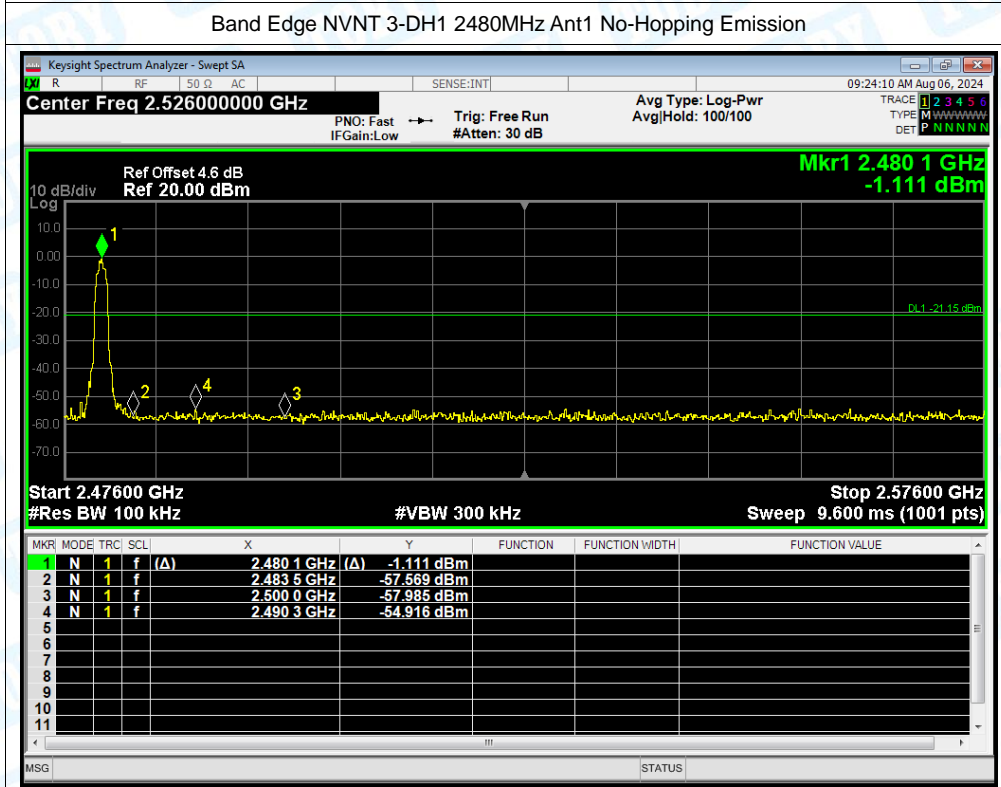 Band Edge NVNT 3-DH1 2480MHz Ant1 No-Hopping Emission
Keysight Spectrum Analyzer - Swept SA
LXI R RF 50 Ω AC SENSE:INT 09:24:10 AM Aug 06, 2024
Center Freq 2.526000000 GHz Avg Type: Log-Pwr TRACE 1 2 3 4 5 6
PNO: Fast Trig: Free Run Avg|Hold: 100/100 TYPE M WWWWW
IFGain:Low #Atten: 30 dB DET P N N N N N
Mkr1 2.480 1 GHz
Ref Offset 4.6 dB
10 dB/div Ref 20.00 dBm -1.111 dBm
Log
10.0
1
0.00
-10.0
-20.0
DL1 -21.15 dBm
-30.0
-40.0
-50.0
2 4 3
-60.0
-70.0
Start 2.47600 GHz Stop 2.57600 GHz
#Res BW 100 kHz #VBW 300 kHz Sweep 9.600 ms (1001 pts)
MKR MODE TRC SCL X Y FUNCTION FUNCTION WIDTH FUNCTION VALUE
1 N 1 f (Δ) 2.480 1 GHz (Δ) -1.111 dBm
2 N 1 f 2.483 5 GHz -57.569 dBm
3 N 1 f 2.500 0 GHz -57.985 dBm
4 N 1 f 2.490 3 GHz -54.916 dBm
5
6
7
8
9
10
11
MSG STATUS